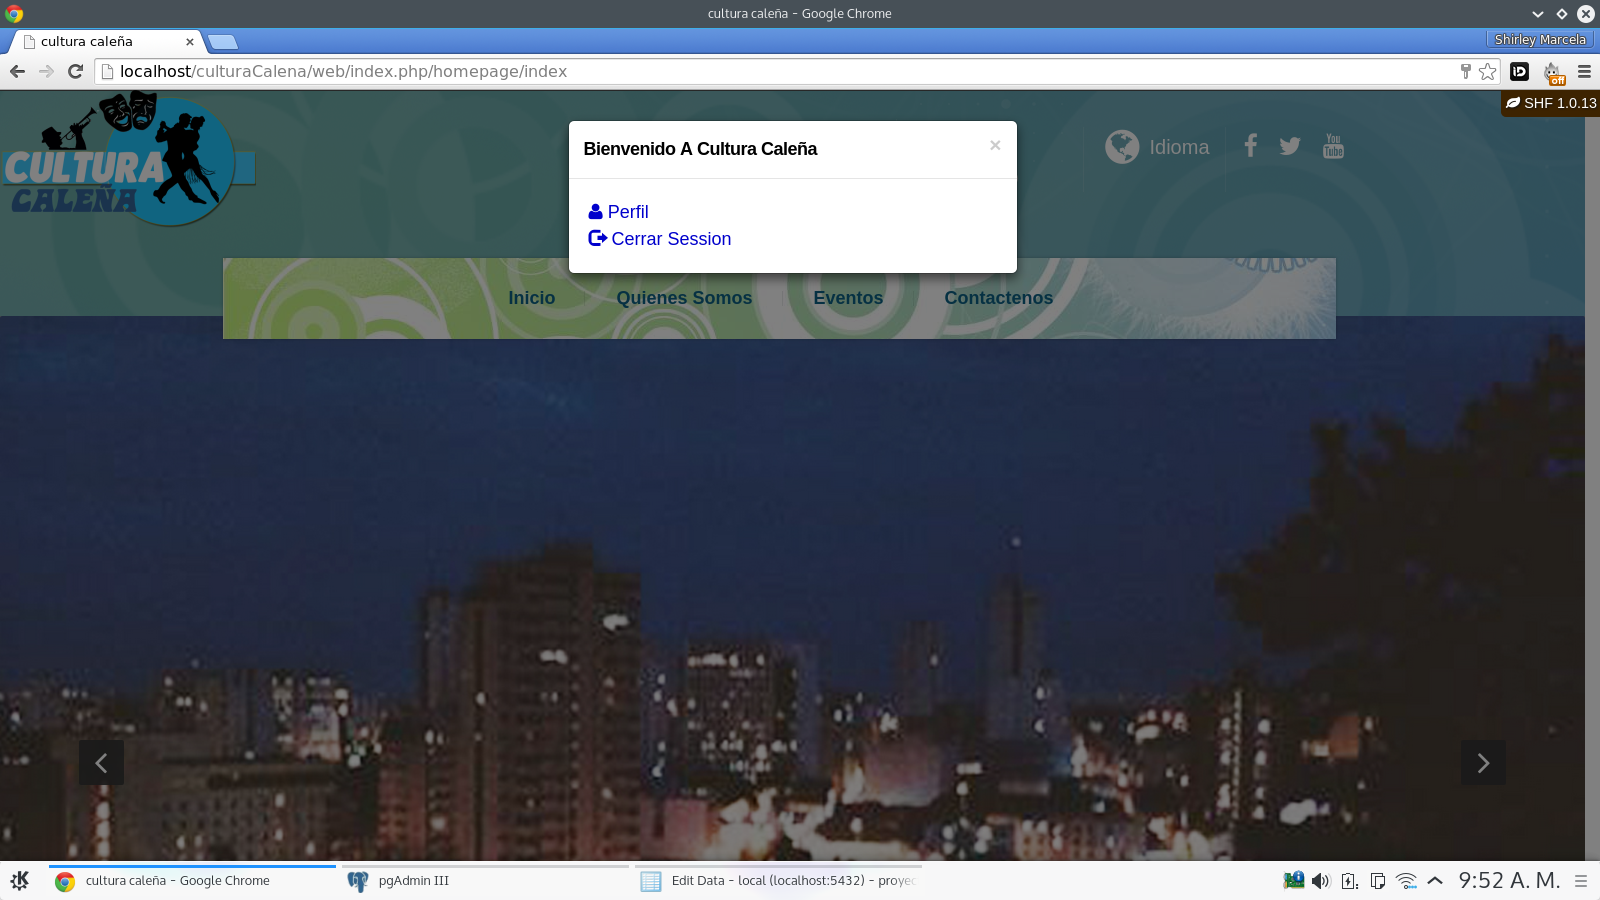 cultura caleña - Google Chrome
cultura caleña
Shirley Marcela
localhost/culturaCalena/web/index.php/homepage/index
off
SHF 1.0.13
CULTURA
CALEÑA
Bienvenido A Cultura Caleña
×
Idioma
You
Tube
Perfil
Cerrar Session
Inicio
Quienes Somos
Eventos
Contactenos
cultura caleña - Google Chrome
pgAdmin III
Edit Data - local (localhost:5432) - proyec
9:52 A. M.